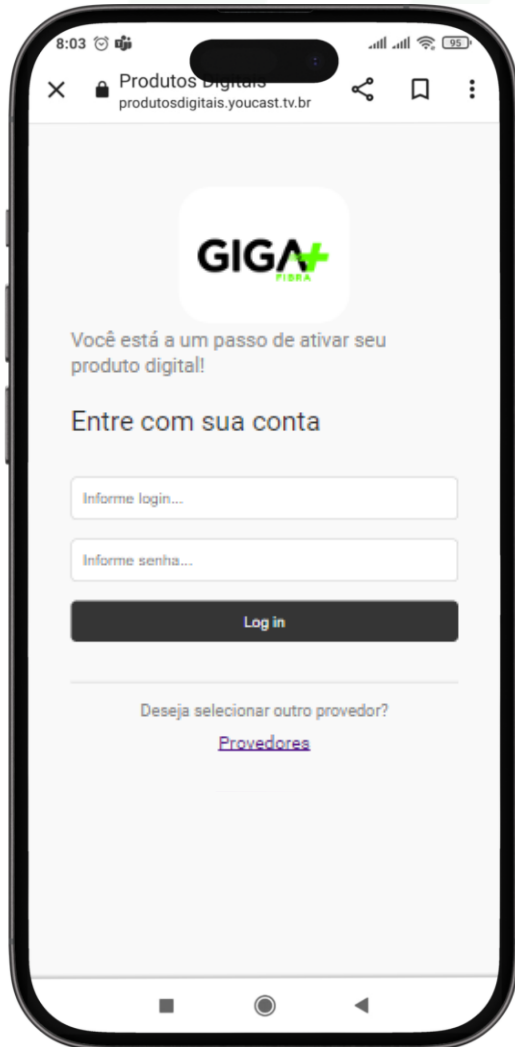 8:03
95
Produtos Digitais
produtosdigitais.youcast.tv.br
GIGA+
FIBRA
Você está a um passo de ativar seu
produto digital!
Entre com sua conta
Informe login...
Informe senha...
Log in
Deseja selecionar outro provedor?
Provedores